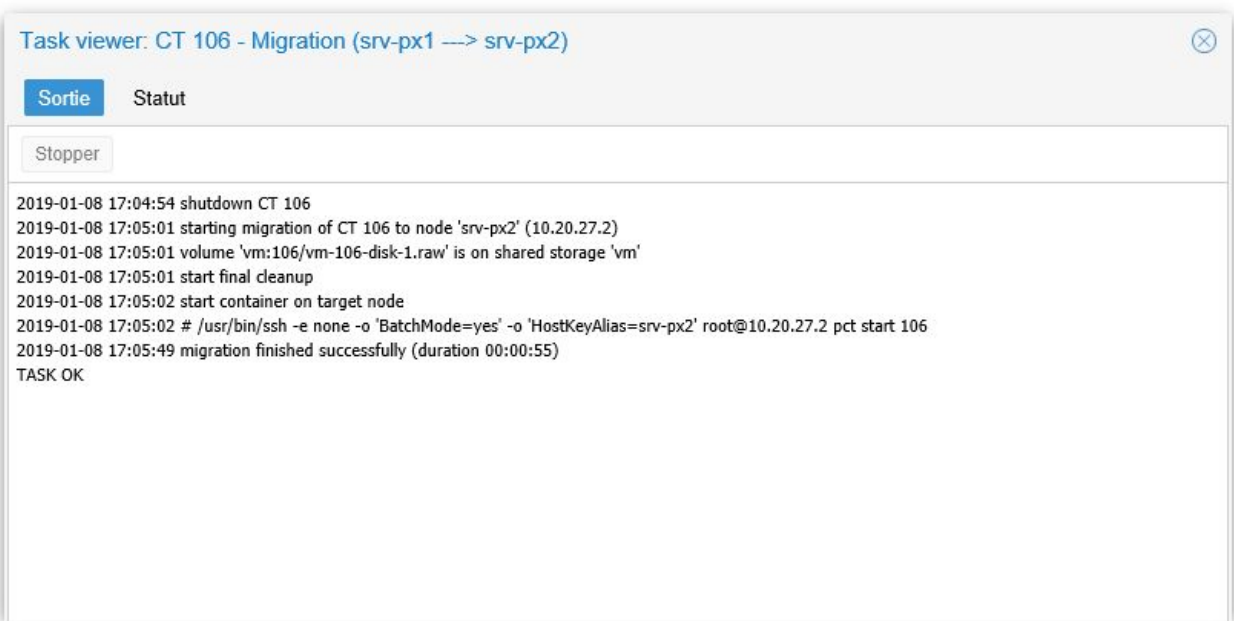 Task viewer: CT 106 - Migration (srv-px1 ---> srv-px2)
Sortie Statut
Stopper
2019-01-08 17:04:54 shutdown CT 106
2019-01-08 17:05:01 starting migration of CT 106 to node 'srv-px2' (10.20.27.2)
2019-01-08 17:05:01 volume 'vm:106/vm-106-disk-1.raw' is on shared storage 'vm'
2019-01-08 17:05:01 start final cleanup
2019-01-08 17:05:02 start container on target node
2019-01-08 17:05:02 # /usr/bin/ssh -e none -o 'BatchMode=yes' -o 'HostKeyAlias=srv-px2' root@10.20.27.2 pct start 106
2019-01-08 17:05:49 migration finished successfully (duration 00:00:55)
TASK OK